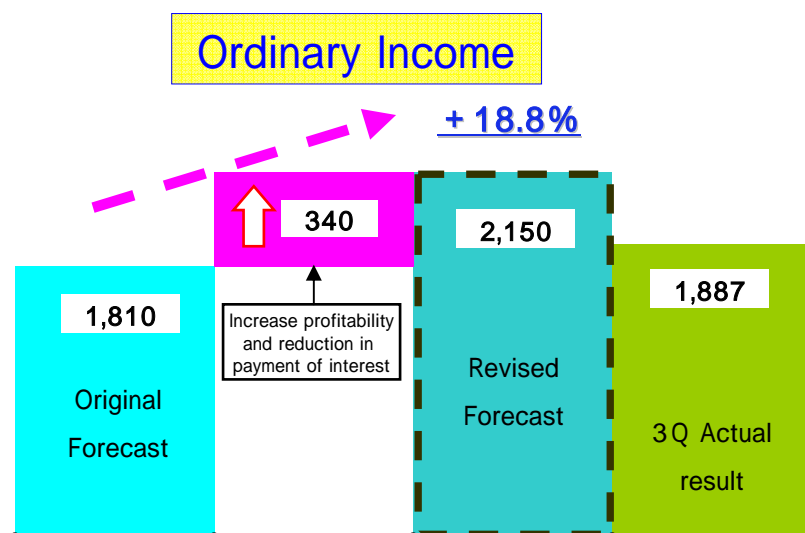 Ordinary Income
+ 18.8%
340
2,150
1,887
1,810
Increase profitability
and reduction in
payment of interest
Revised
Forecast
Original
Forecast
3Q Actual
result